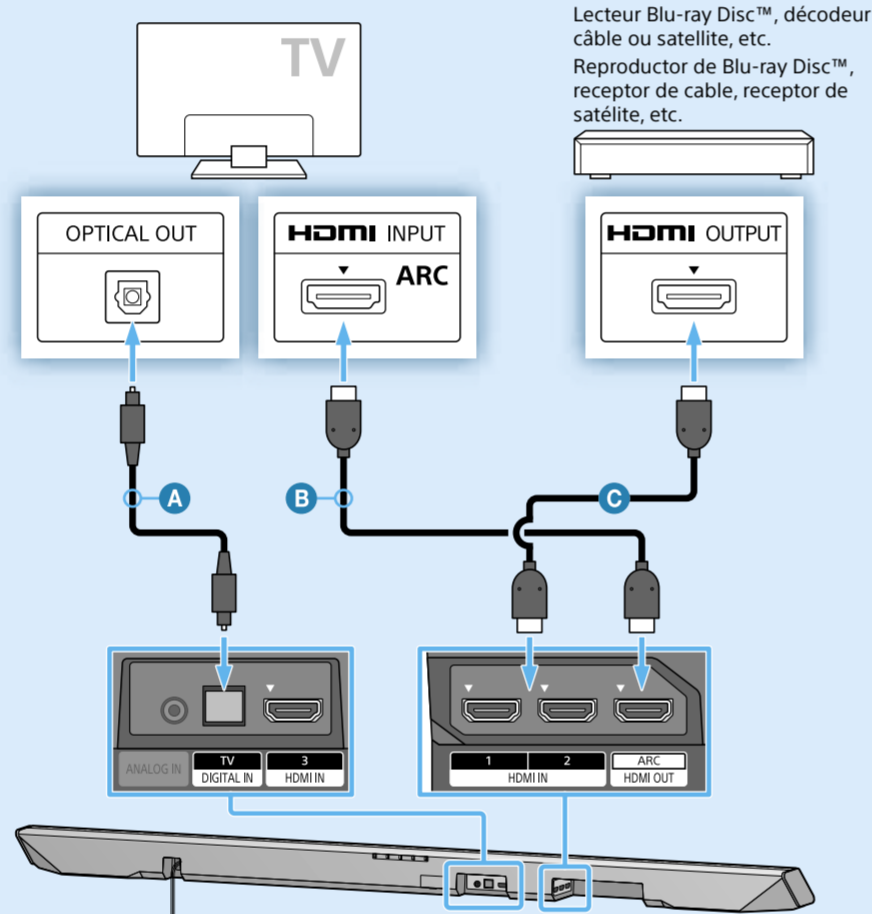 Lecteur Blu-ray Disc™, décodeur
câble ou satellite, etc.
Reproductor de Blu-ray Disc™,
receptor de cable, receptor de
satélite, etc.
TV
OPTICAL OUT
HDMI INPUT
ARC
HDMI OUTPUT
A
B
C
ANALOG IN
TV
DIGITAL IN
3
HDMI IN
1
2
HDMI IN
ARC
HDMI OUT